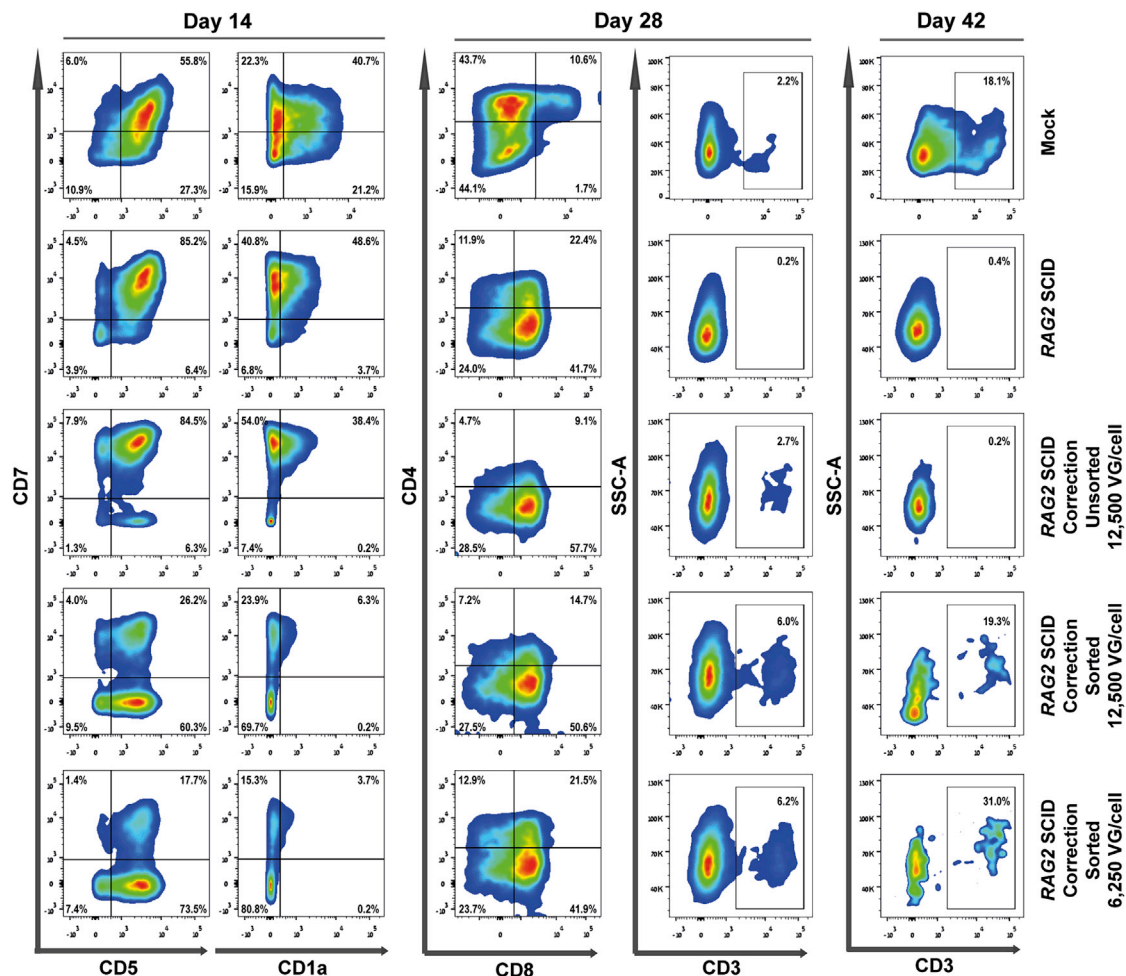 Day 14
Day 28
Day 42
6.0% 55.8%
10.9% 27.3%
22.3% 40.7%
15.9% 21.2%
43.7% 10.6%
44.1% 1.7%
2.2%
18.1%
Mock
4.5% 85.2%
3.9% 6.4%
40.8% 48.6%
6.8% 3.7%
11.9% 22.4%
24.0% 41.7%
0.2%
0.4%
RAG2 SCID
7.9% 84.5%
1.3% 6.3%
54.0% 38.4%
7.4% 0.2%
4.7% 9.1%
28.5% 57.7%
2.7%
0.2%
RAG2 SCID
Correction
Unsorted
12,500 VG/cell
4.0% 26.2%
9.5% 60.3%
23.9% 6.3%
69.7% 0.2%
7.2% 14.7%
27.5% 50.6%
6.0%
19.3%
RAG2 SCID
Correction
Sorted
12,500 VG/cell
1.4% 17.7%
7.4% 73.5%
15.3% 3.7%
80.8% 0.2%
12.9% 21.5%
23.7% 41.9%
6.2%
31.0%
RAG2 SCID
Correction
Sorted
6,250 VG/cell
CD7
CD4
SSC-A
SSC-A
CD5
CD1a
CD8
CD3
CD3